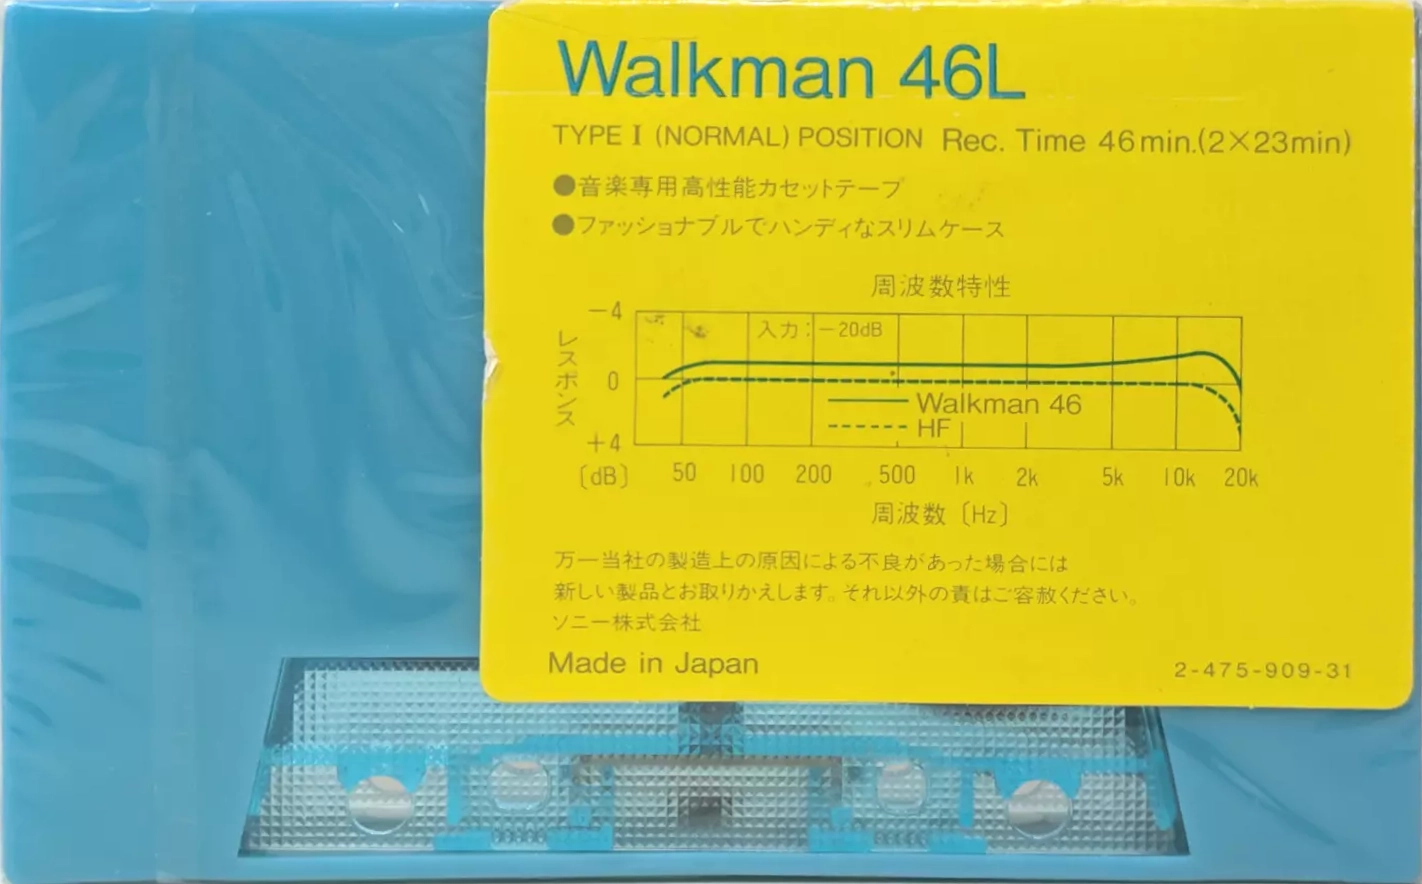 Walkman 46L
TYPE I (NORMAL) POSITION Rec. Time 46min.(2×23min)
●音楽専用高性能カセットテープ
●ファッショナブルでハンディなスリムケース
周波数特性
レスポンス
−4
0
+4
〔dB〕
入力:−20dB
Walkman 46
HF
50 100 200 500 1k 2k 5k 10k 20k
周波数〔Hz〕
万一当社の製造上の原因による不良があった場合には
新しい製品とお取りかえします。それ以外の責はご容赦ください。
ソニー株式会社
Made in Japan 2-475-909-31